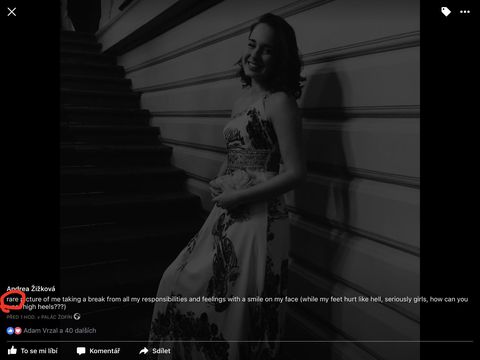 Andrea Žižková
rare picture of me taking a break from all my responsibilities and feelings with a smile on my face (while my feet hurt like hell, seriously girls, how can you
high heels???)
PŘED 1 HOD. v PALÁC ŽOFÍN
Adam Vrzal a 40 dalších
To se mi líbí
Komentář
Sdílet